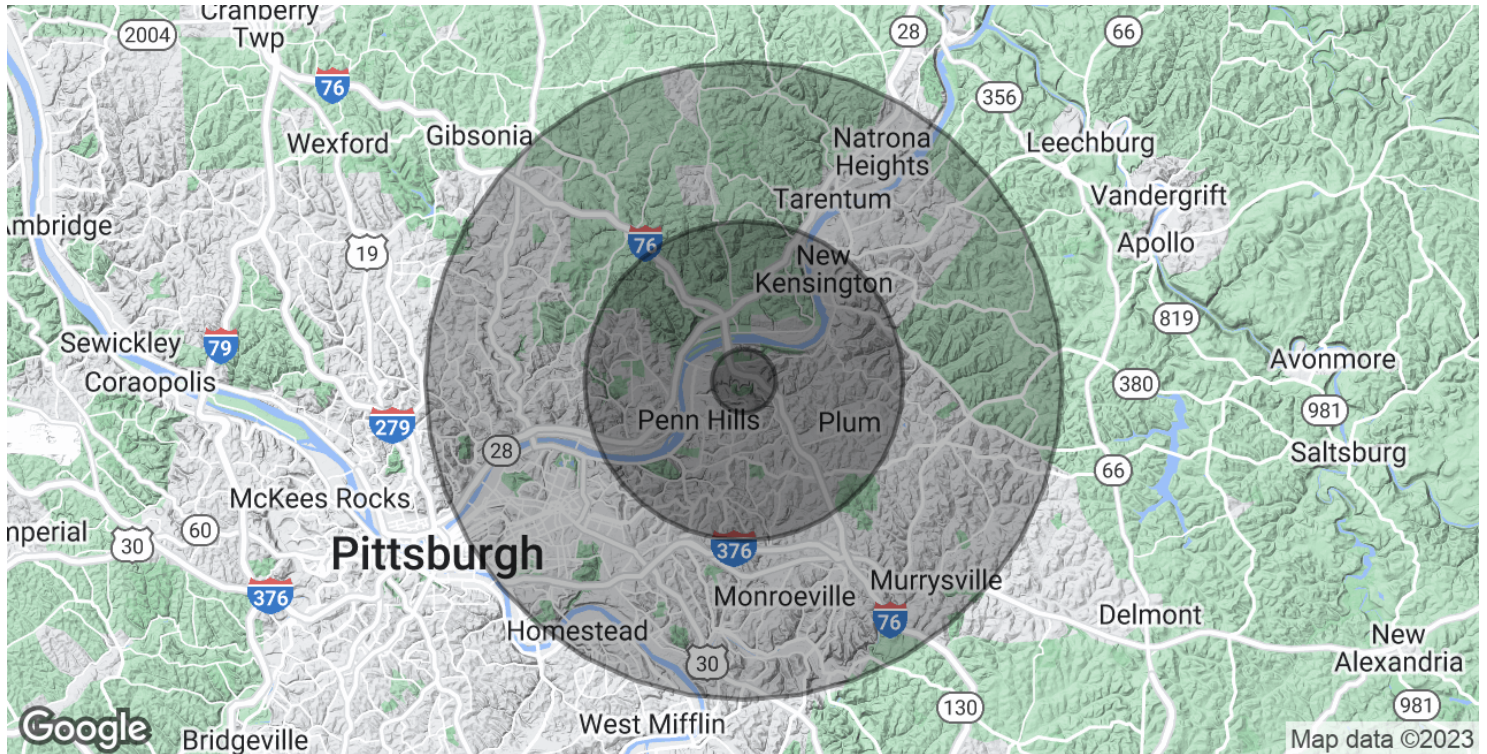 Cranberry
Twp
2004
28
66
76
356
Wexford
Gibsonia
Natrona
Heights
Leechburg
Tarentum
Vandergrift
Ambridge
19
76
Apollo
New
Kensington
819
Sewickley
79
Avonmore
Coraopolis
380
981
279
Penn Hills
Plum
28
Saltsburg
66
McKees Rocks
Imperial
30
60
Pittsburgh
376
376
Monroeville
Murrysville
76
Delmont
Homestead
30
New
Alexandria
130
981
West Mifflin
Google
Bridgeville
Map data ©2023